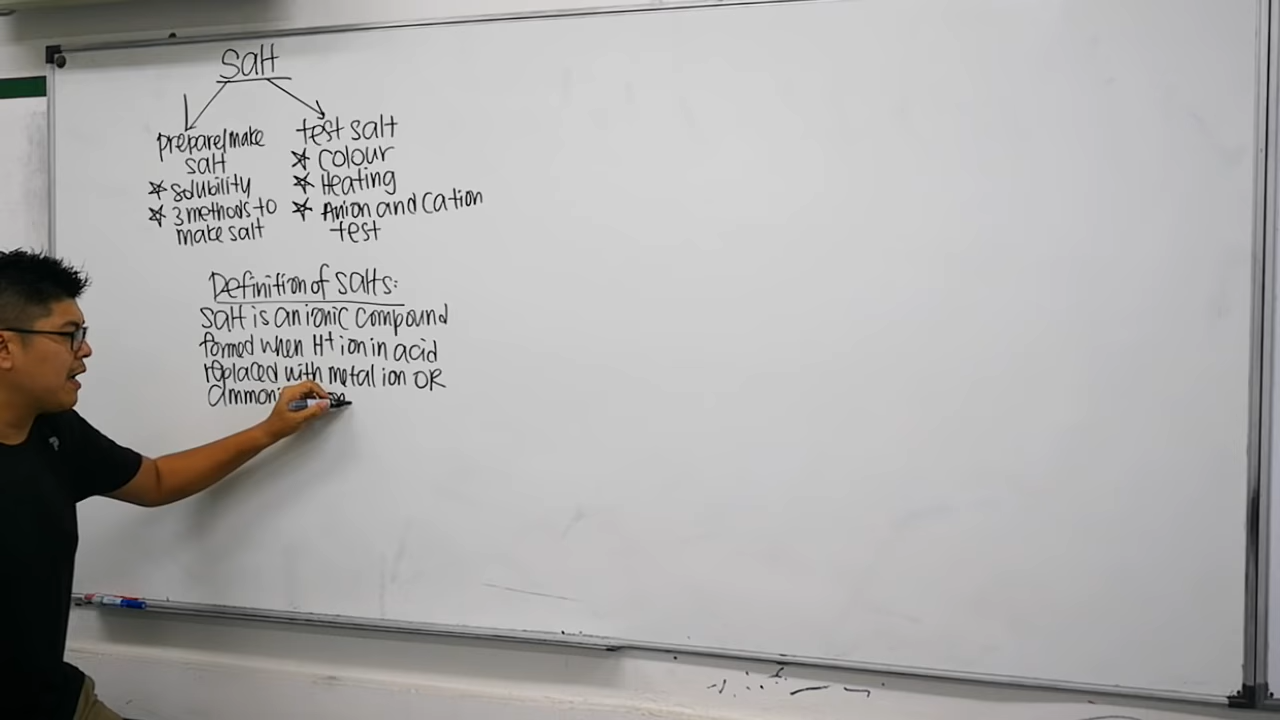 Salt
prepare/make
salt
☆ Solubility
☆ 3 methods to
make salt
test salt
☆ Colour
☆ Heating
☆ Anion and Cation
test
Definition of salts:
Salt is an ionic compound
formed when H+ ion in acid
replaced with metal ion OR